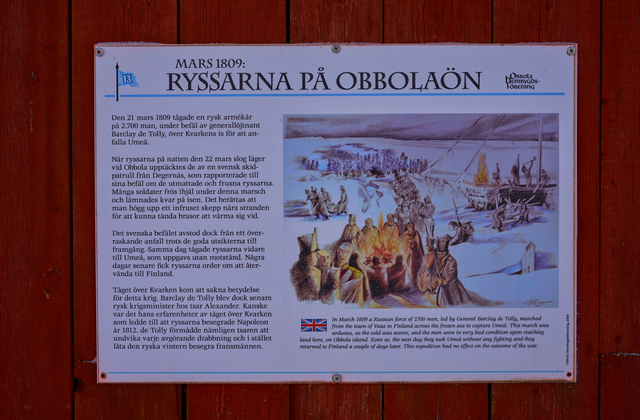 13
MARS 1809:
RYSSARNA PÅ OBBOLAÖN
OBBOLA
HEMBYGDS-
FÖRENING
Den 21 mars 1809 tågade en rysk armékår
på 2.700 man, under befäl av generallöjtnant
Barclay de Tolly, över Kvarkens is för att an-
falla Umeå.
När ryssarna på natten den 22 mars slog läger
vid Obbola upptäcktes de av en svensk skid-
patrull från Degernäs, som rapporterade till
sina befäl om de utmattade och frusna ryssarna.
Många soldater frös ihjäl under denna marsch
och lämnades kvar på isen. Det berättas att
man högg upp ett infruset skepp nära stranden
för att kunna tända brasor att värma sig vid.
Det svenska befälet avstod dock från ett över-
raskande anfall trots de goda utsikterna till
framgång. Samma dag tågade ryssarna vidare
till Umeå, som uppgavs utan motstånd. Några
dagar senare fick ryssarna order om att åter-
vända till Finland.
Tåget över Kvarken kom att sakna betydelse
för detta krig. Barclay de Tolly blev dock senare
rysk krigsminister hos tsar Alexander. Kanske
var det hans erfarenheter av tåget över Kvarken
som ledde till att ryssarna besegrade Napoleon
år 1812. de Tolly förmådde nämligen tsaren att
undvika varje avgörande drabbning och i stället
låta den ryska vintern besegra fransmännen.
In March 1809 a Russian force of 2700 men, led by General Barclay de Tolly, marched
from the town of Vasa in Finland across the frozen sea to capture Umeå. This march was
arduous, as the cold was severe, and the men were in very bad condition upon reaching
land here, on Obbola island. Even so, the next day they took Umeå without any fighting and they
returned to Finland a couple of days later. This expedition had no effect on the outcome of the war